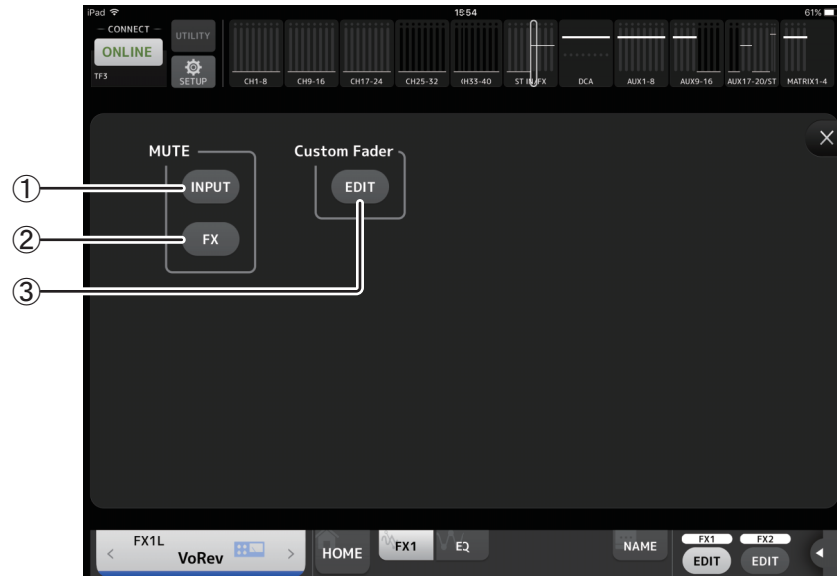 iPad 18:54 61%
CONNECT
ONLINE
TF3
UTILITY
SETUP
CH1-8 CH9-16 CH17-24 CH25-32 CH33-40 ST IN/FX DCA AUX1-8 AUX9-16 AUX17-20/ST MATRIX1-4
MUTE
Custom Fader
① INPUT
EDIT
② FX
③
FX1L
VoRev
HOME
FX1
EQ
NAME
FX1 FX2
EDIT EDIT